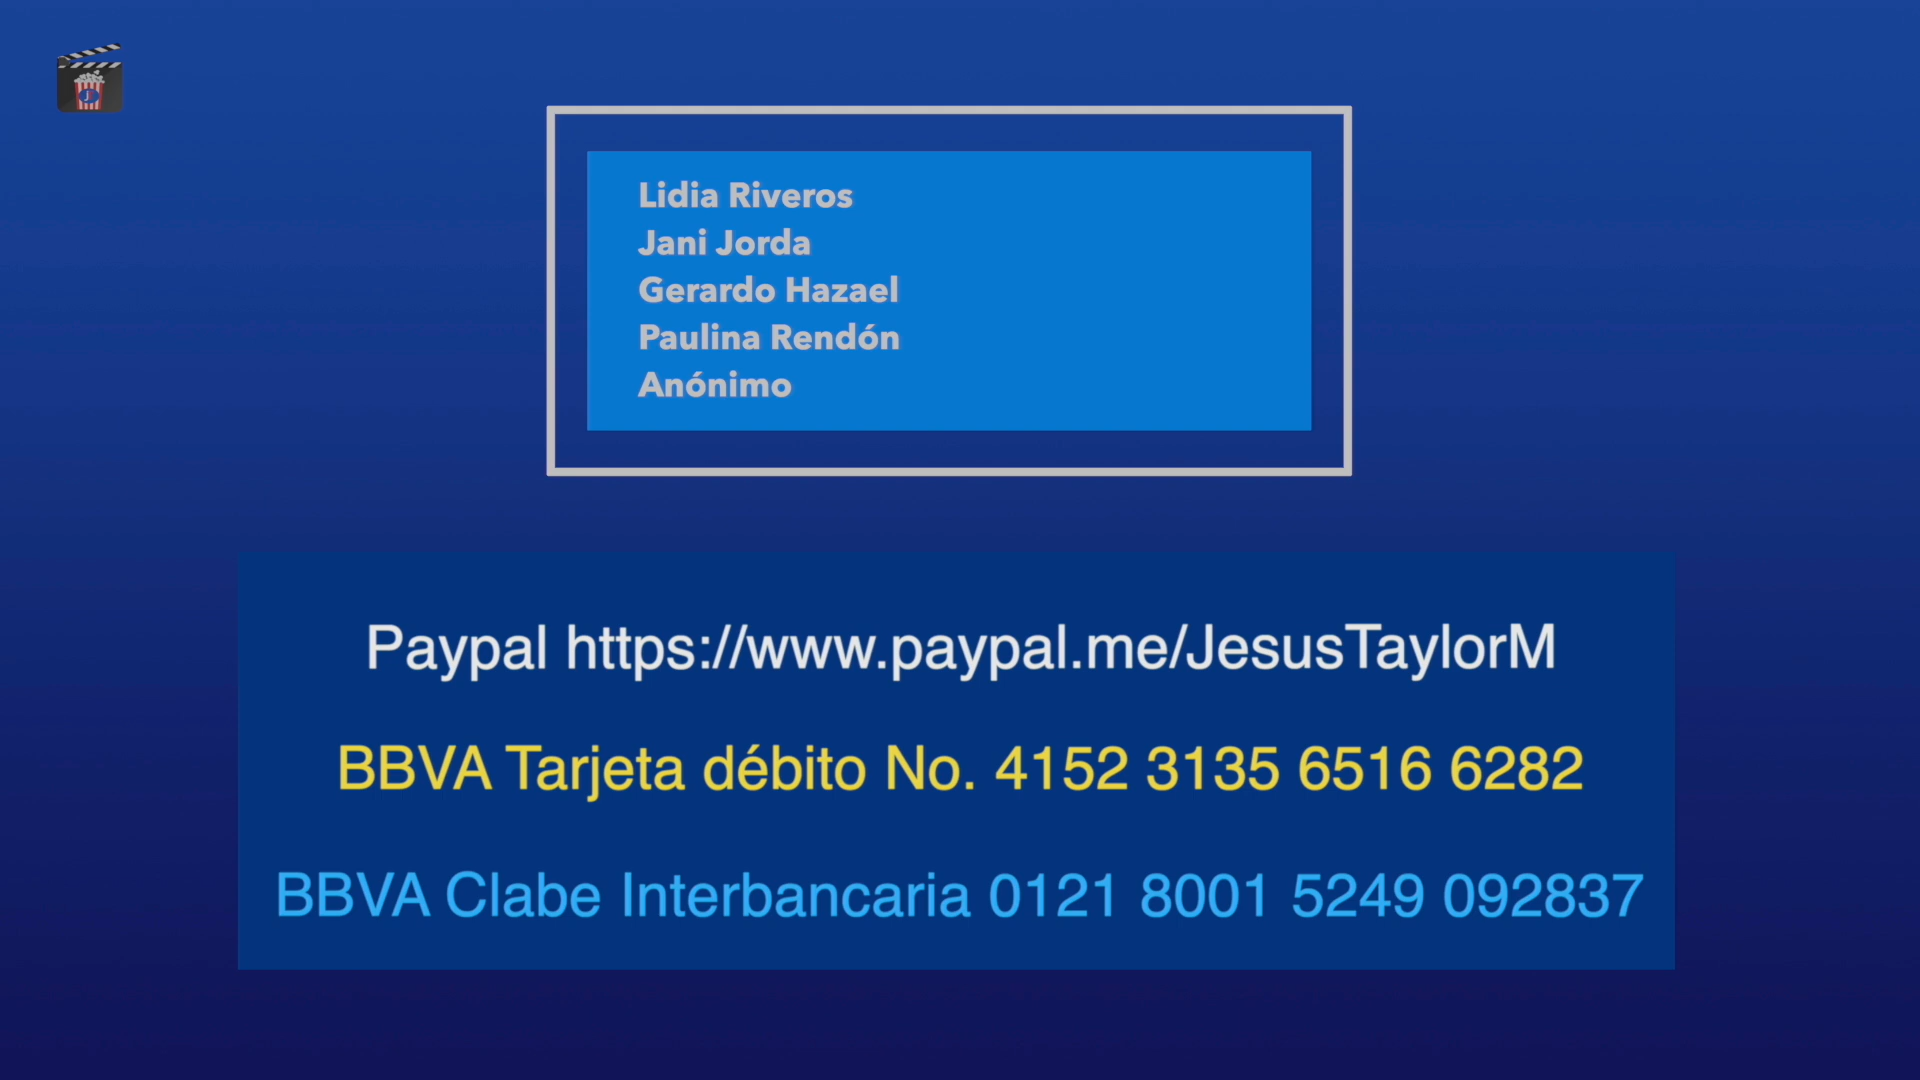 Lidia Riveros
Jani Jorda
Gerardo Hazael
Paulina Rendón
Anónimo
Paypal https://www.paypal.me/JesusTaylorM
BBVA Tarjeta débito No. 4152 3135 6516 6282
BBVA Clabe Interbancaria 0121 8001 5249 092837